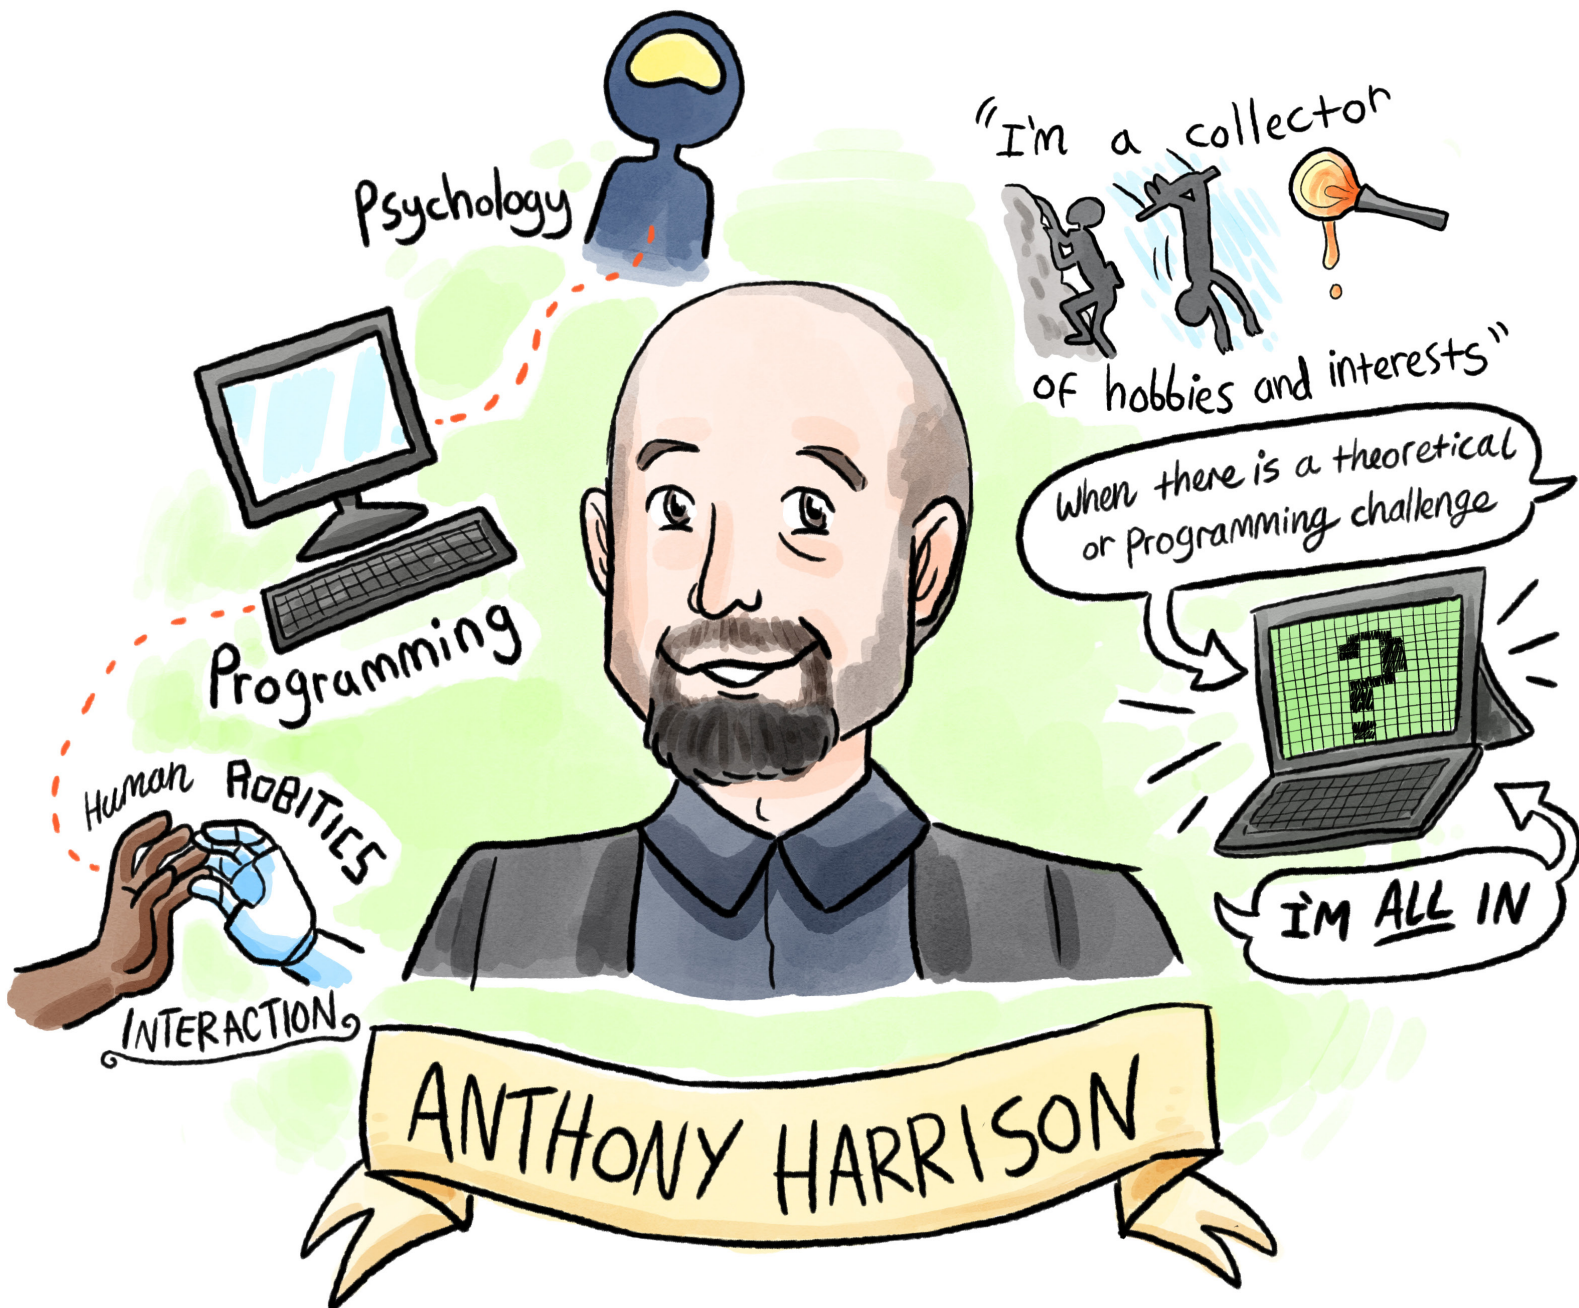 Psychology
Programming
Human ROBITICS
INTERACTION
"I'm a collector
of hobbies and interests"
When there is a theoretical
or Programming challenge
?
I'M ALL IN
ANTHONY HARRISON